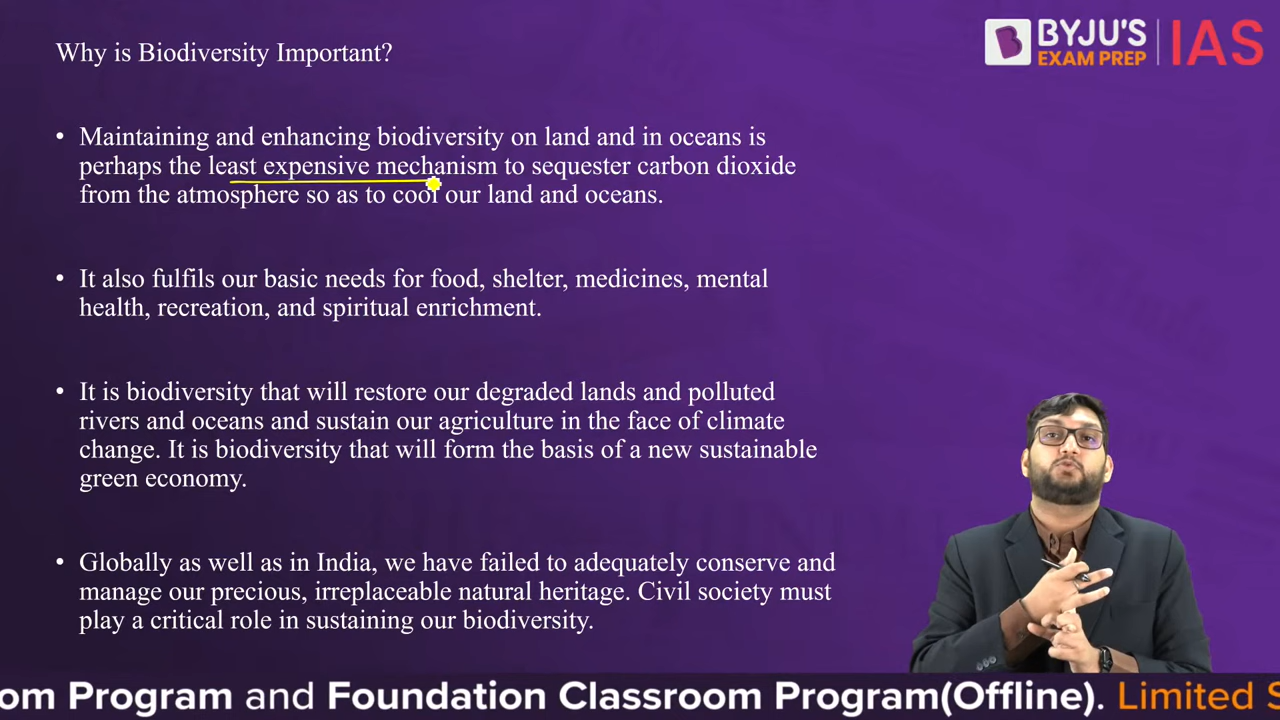 Why is Biodiversity Important?
BYJU'S
EXAM PREP
IAS
• Maintaining and enhancing biodiversity on land and in oceans is
perhaps the least expensive mechanism to sequester carbon dioxide
from the atmosphere so as to cool our land and oceans.
• It also fulfils our basic needs for food, shelter, medicines, mental
health, recreation, and spiritual enrichment.
• It is biodiversity that will restore our degraded lands and polluted
rivers and oceans and sustain our agriculture in the face of climate
change. It is biodiversity that will form the basis of a new sustainable
green economy.
• Globally as well as in India, we have failed to adequately conserve and
manage our precious, irreplaceable natural heritage. Civil society must
play a critical role in sustaining our biodiversity.
om Program and Foundation Classroom Program(Offline). Limited S